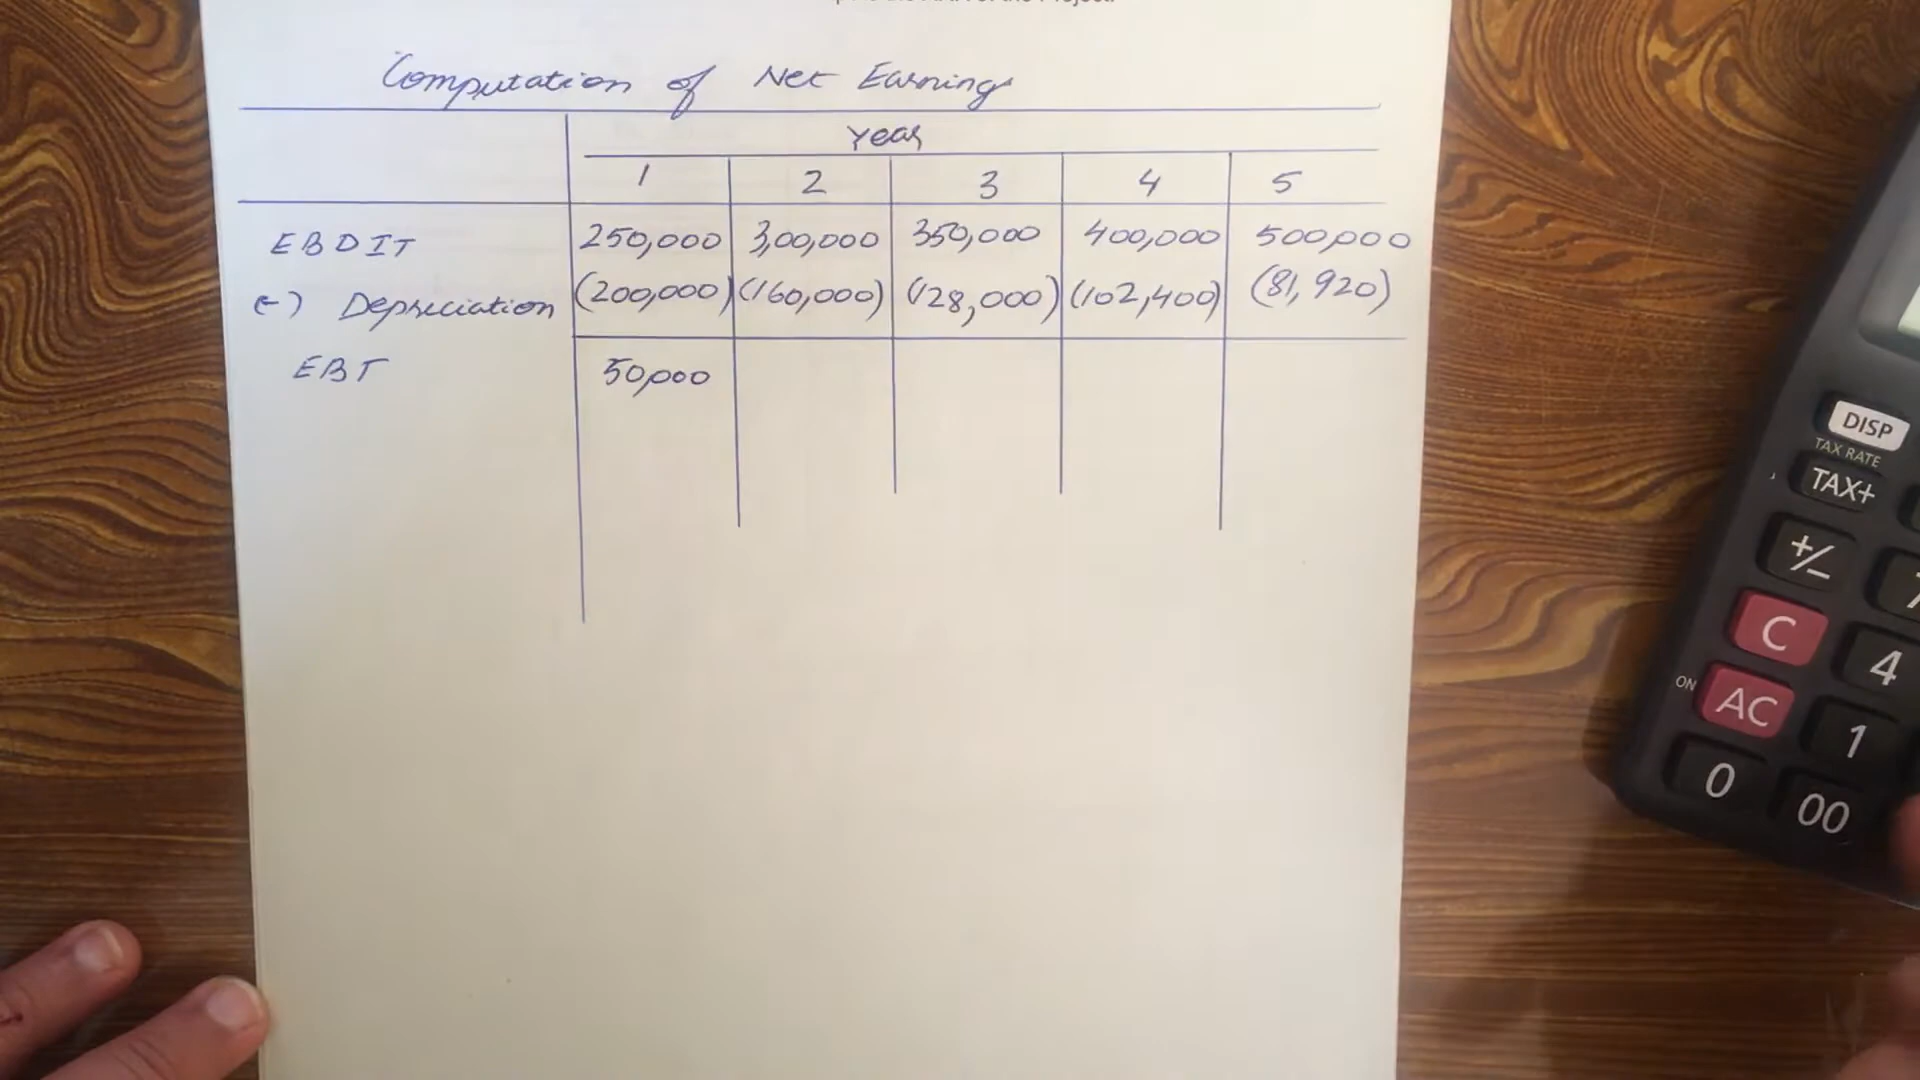 Computation of Net Earnings
Year
1 2 3 4 5
EBDIT 250,000 3,00,000 350,000 400,000 500,000
(-) Depreciation (200,000) (160,000) (128,000) (102,400) (81,920)
EBT 50,000
DISP
TAX RATE
TAX+
+/−
7
C
4
ON AC
1
0
00